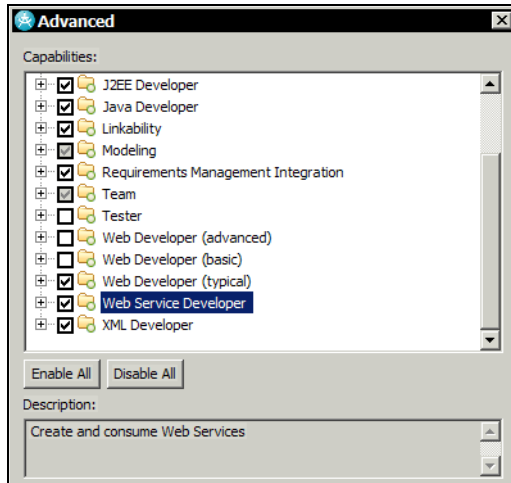 Advanced
Capabilities:
J2EE Developer
Java Developer
Linkability
Modeling
Requirements Management Integration
Team
Tester
Web Developer (advanced)
Web Developer (basic)
Web Developer (typical)
Web Service Developer
XML Developer
Enable All Disable All
Description:
Create and consume Web Services